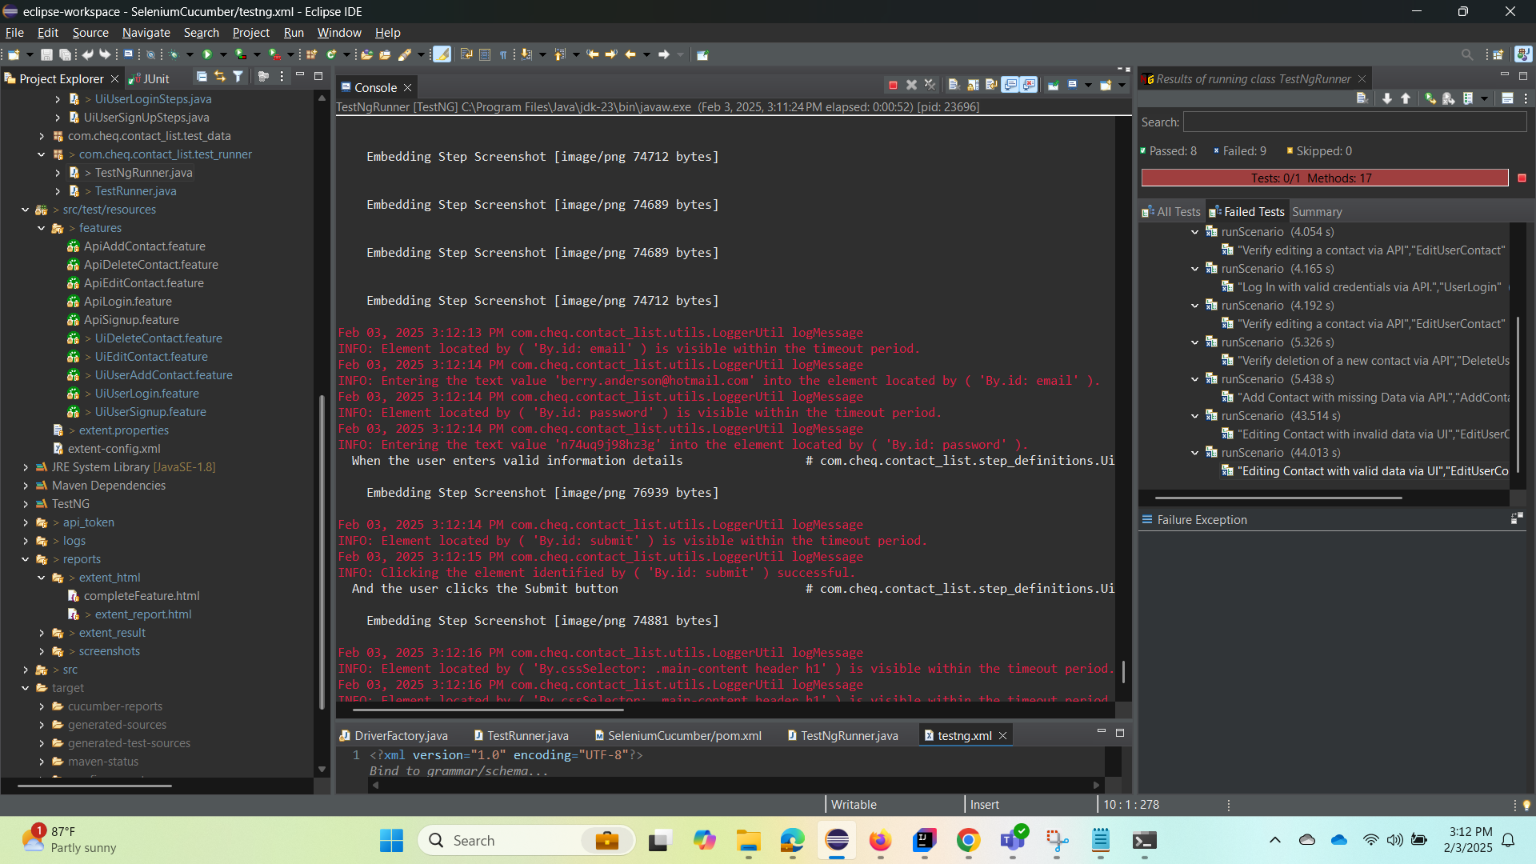 eclipse-workspace - SeleniumCucumber/testng.xml - Eclipse IDE
File Edit Source Navigate Search Project Run Window Help
Project Explorer
JUnit
UiUserLoginSteps.java
UiUserSignUpSteps.java
com.cheq.contact_list.test_data
com.cheq.contact_list.test_runner
TestNgRunner.java
TestRunner.java
src/test/resources
features
ApiAddContact.feature
ApiDeleteContact.feature
ApiEditContact.feature
ApiLogin.feature
ApiSignup.feature
UiDeleteContact.feature
UiEditContact.feature
UiUserAddContact.feature
UiUserLogin.feature
UiUserSignup.feature
extent.properties
extent-config.xml
JRE System Library [JavaSE-1.8]
Maven Dependencies
TestNG
api_token
logs
reports
extent_html
completeFeature.html
extent_report.html
extent_result
screenshots
src
target
cucumber-reports
generated-sources
generated-test-sources
maven-status
Console
TestNgRunner [TestNG] C:\Program Files\Java\jdk-23\bin\javaw.exe (Feb 3, 2025, 3:11:24 PM elapsed: 0:00:52) [pid: 23696]
Embedding Step Screenshot [image/png 74712 bytes]
Embedding Step Screenshot [image/png 74689 bytes]
Embedding Step Screenshot [image/png 74689 bytes]
Embedding Step Screenshot [image/png 74712 bytes]
Feb 03, 2025 3:12:13 PM com.cheq.contact_list.utils.LoggerUtil logMessage
INFO: Element located by ( 'By.id: email' ) is visible within the timeout period.
Feb 03, 2025 3:12:14 PM com.cheq.contact_list.utils.LoggerUtil logMessage
INFO: Entering the text value 'berry.anderson@hotmail.com' into the element located by ( 'By.id: email' ).
Feb 03, 2025 3:12:14 PM com.cheq.contact_list.utils.LoggerUtil logMessage
INFO: Element located by ( 'By.id: password' ) is visible within the timeout period.
Feb 03, 2025 3:12:14 PM com.cheq.contact_list.utils.LoggerUtil logMessage
INFO: Entering the text value 'n74uq9j98hz3g' into the element located by ( 'By.id: password' ).
When the user enters valid information details # com.cheq.contact_list.step_definitions.Ui
Embedding Step Screenshot [image/png 76939 bytes]
Feb 03, 2025 3:12:14 PM com.cheq.contact_list.utils.LoggerUtil logMessage
INFO: Element located by ( 'By.id: submit' ) is visible within the timeout period.
Feb 03, 2025 3:12:15 PM com.cheq.contact_list.utils.LoggerUtil logMessage
INFO: Clicking the element identified by ( 'By.id: submit' ) successful.
And the user clicks the Submit button # com.cheq.contact_list.step_definitions.Ui
Embedding Step Screenshot [image/png 74881 bytes]
Feb 03, 2025 3:12:16 PM com.cheq.contact_list.utils.LoggerUtil logMessage
INFO: Element located by ( 'By.cssSelector: .main-content header h1' ) is visible within the timeout period.
Feb 03, 2025 3:12:16 PM com.cheq.contact_list.utils.LoggerUtil logMessage
INFO: Element located by ( 'By.cssSelector: .main-content header h1' ) is visible within the timeout period
DriverFactory.java TestRunner.java SeleniumCucumber/pom.xml TestNgRunner.java testng.xml
1 <?xml version="1.0" encoding="UTF-8"?>
Bind to grammar/schema...
Results of running class TestNgRunner
Search:
Passed: 8 Failed: 9 Skipped: 0
Tests: 0/1 Methods: 17
All Tests Failed Tests Summary
runScenario (4.054 s)
"Verify editing a contact via API","EditUserContact"
runScenario (4.165 s)
"Log In with valid credentials via API.","UserLogin"
runScenario (4.192 s)
"Verify editing a contact via API","EditUserContact"
runScenario (5.326 s)
"Verify deletion of a new contact via API","DeleteUs
runScenario (5.438 s)
"Add Contact with missing Data via API.","AddConta
runScenario (43.514 s)
"Editing Contact with invalid data via UI","EditUserC
runScenario (44.013 s)
"Editing Contact with valid data via UI","EditUserCo
Failure Exception
Writable Insert 10 : 1 : 278
1
87°F
Partly sunny
Search
3:12 PM
2/3/2025